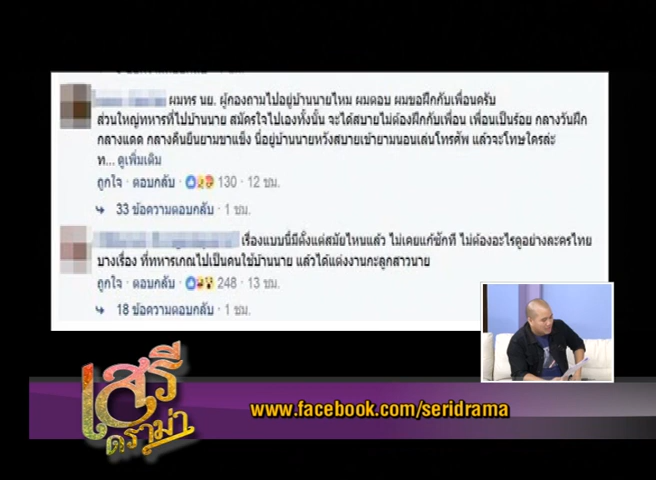 ผมทร นย. ผู้กองถามไปอยู่บ้านนายไหม ผมตอบ ผมขอฝึกกับเพื่อนครับ
ส่วนใหญ่ทหารที่ไปบ้านนาย สมัครใจไปเองทั้งนั้น จะได้สบายไม่ต้องฝึกกับเพื่อน เพื่อนเป็นร้อย กลางวันฝึก
กลางแดด กลางคืนยืนยามขาแข็ง นี่อยู่บ้านนายหวังสบายเข้ายามนอนเล่นโทรศัพ แล้วจะโทษใครล่ะ
ท... ดูเพิ่มเติม
ถูกใจ · ตอบกลับ · 130 · 12 ชม.
33 ข้อความตอบกลับ · 1 ชม.
เรื่องแบบนี้มีตั้งแต่สมัยไหนแล้ว ไม่เคยแก้ซักที ไม่ต้องอะไรดูอย่างละครไทย
บางเรื่อง ที่ทหารเกณไปเป็นคนใช้บ้านนาย แล้วได้แต่งงานกะลูกสาวนาย
ถูกใจ · ตอบกลับ · 248 · 13 ชม.
18 ข้อความตอบกลับ · 1 ชม.
เสรี
ดราม่า
www.facebook.com/seridrama